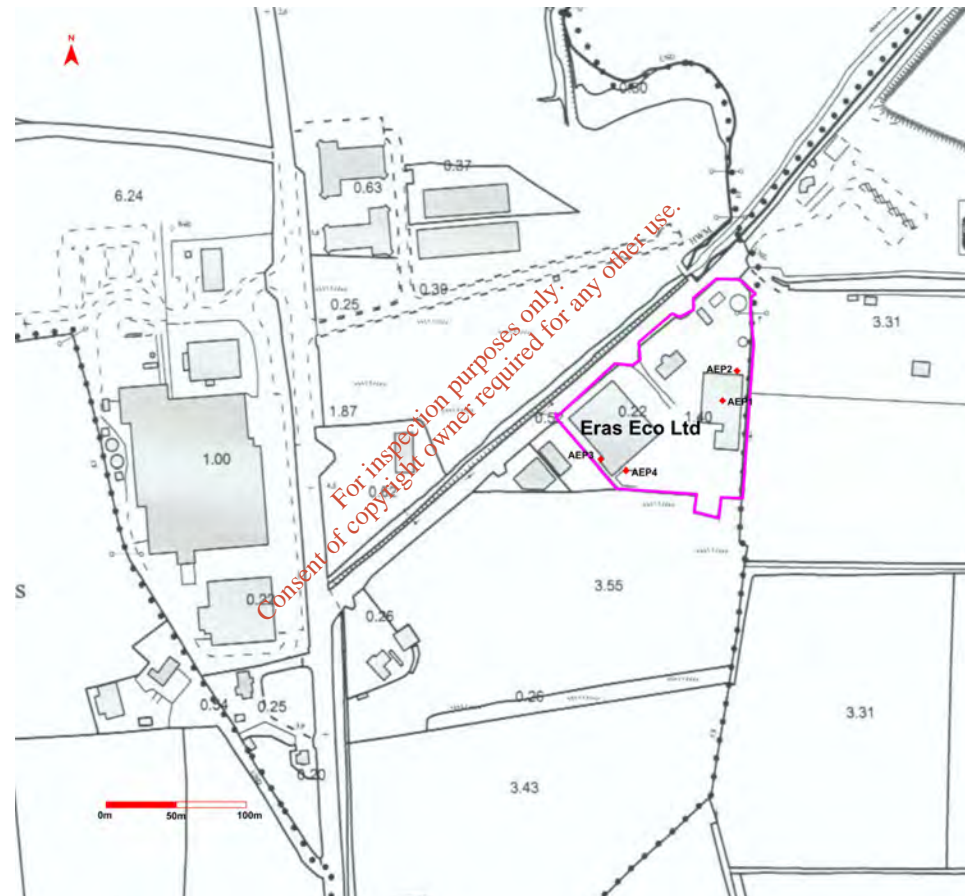 N
0.80
0.37
0.63
6.24
0.39
0.25
3.31
1.87
0.22
1.40
AEP2
AEP1
Eras Eco Ltd
AEP3
AEP4
1.00
For inspection purposes only.
Consent of copyright owner required for any other use.
0.22
3.55
S
0.26
0.26
0.54
0.25
3.31
0.20
3.43
0m
50m
100m